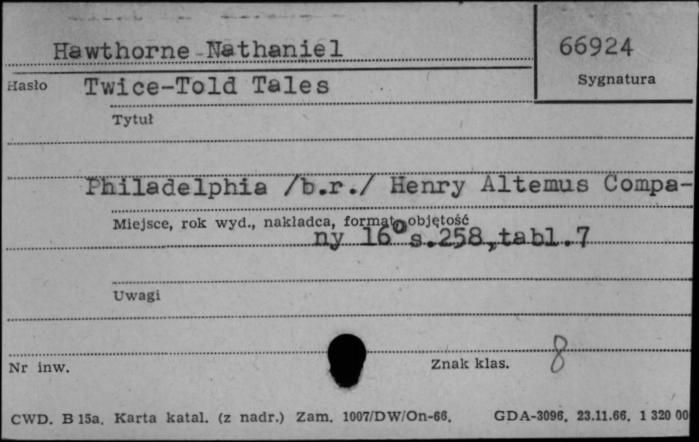 Hawthorne Nathaniel
66924
Hasło
Sygnatura
Twice-Told Tales
Tytuł
Philadelphia /b.r./ Henry Altemus Compa-
Miejsce, rok wyd., nakładca, format, objętość
ny 16° s.258,tabl.7
Uwagi
Nr inw.
Znak klas. 8
CWD. B 15a. Karta katal. (z nadr.) Zam. 1007/DW/On-66. GDA-3096. 23.11.66. 1 320 00